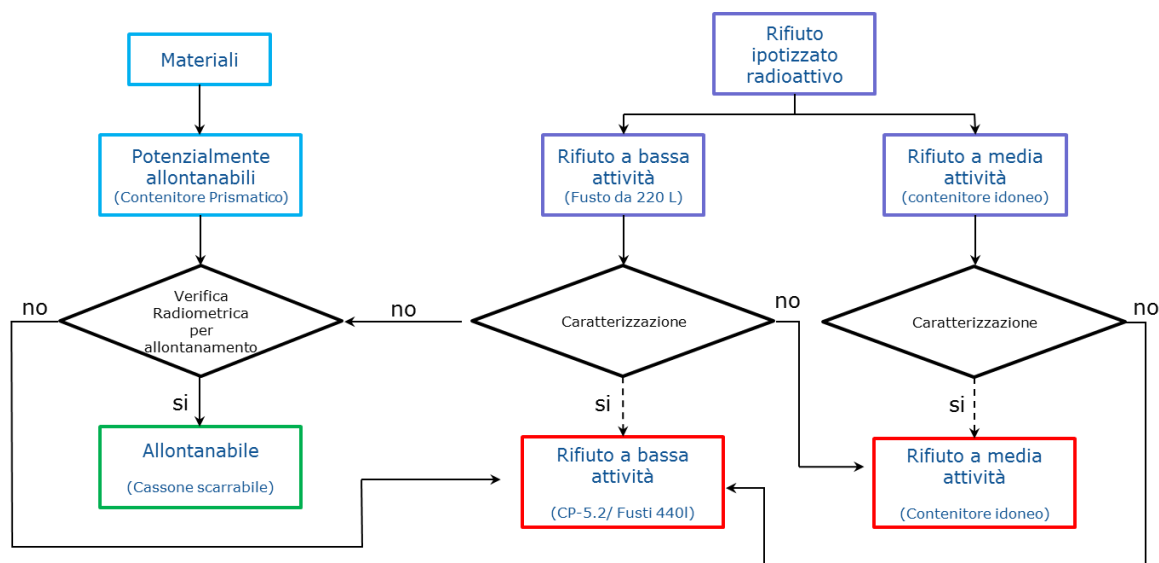 Materiali
Rifiuto
ipotizzato
radioattivo
Potenzialmente
allontanabili
(Contenitore Prismatico)
Rifiuto a bassa
attività
(Fusto da 220 L)
Rifiuto a media
attività
(contenitore idoneo)
no
Verifica
Radiometrica
per
allontanamento
no
Caratterizzazione
no
Caratterizzazione
no
si
si
si
Allontanabile
(Cassone scarrabile)
Rifiuto a bassa
attività
(CP-5.2/ Fusti 440l)
Rifiuto a media
attività
(Contenitore idoneo)